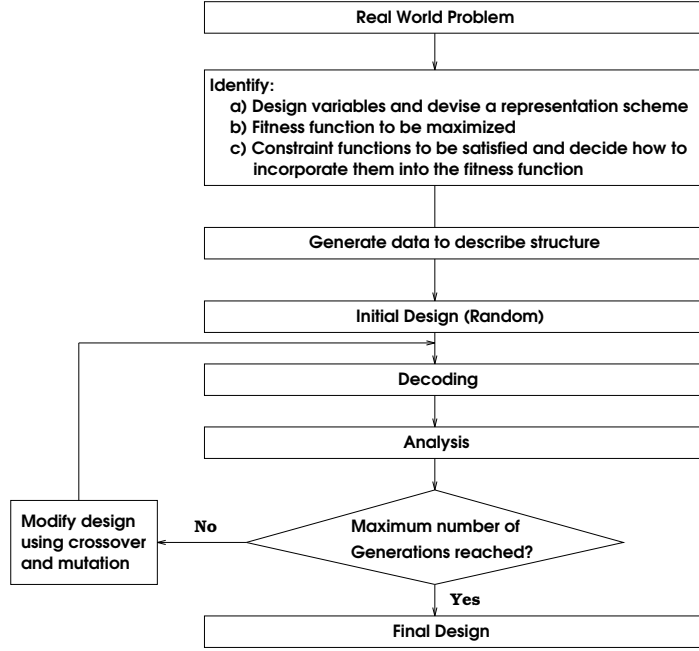 Real World Problem
Identify:
a) Design variables and devise a representation scheme
b) Fitness function to be maximized
c) Constraint functions to be satisfied and decide how to
incorporate them into the fitness function
Generate data to describe structure
Initial Design (Random)
Decoding
Analysis
Maximum number of
Generations reached?
No
Modify design
using crossover
and mutation
Yes
Final Design